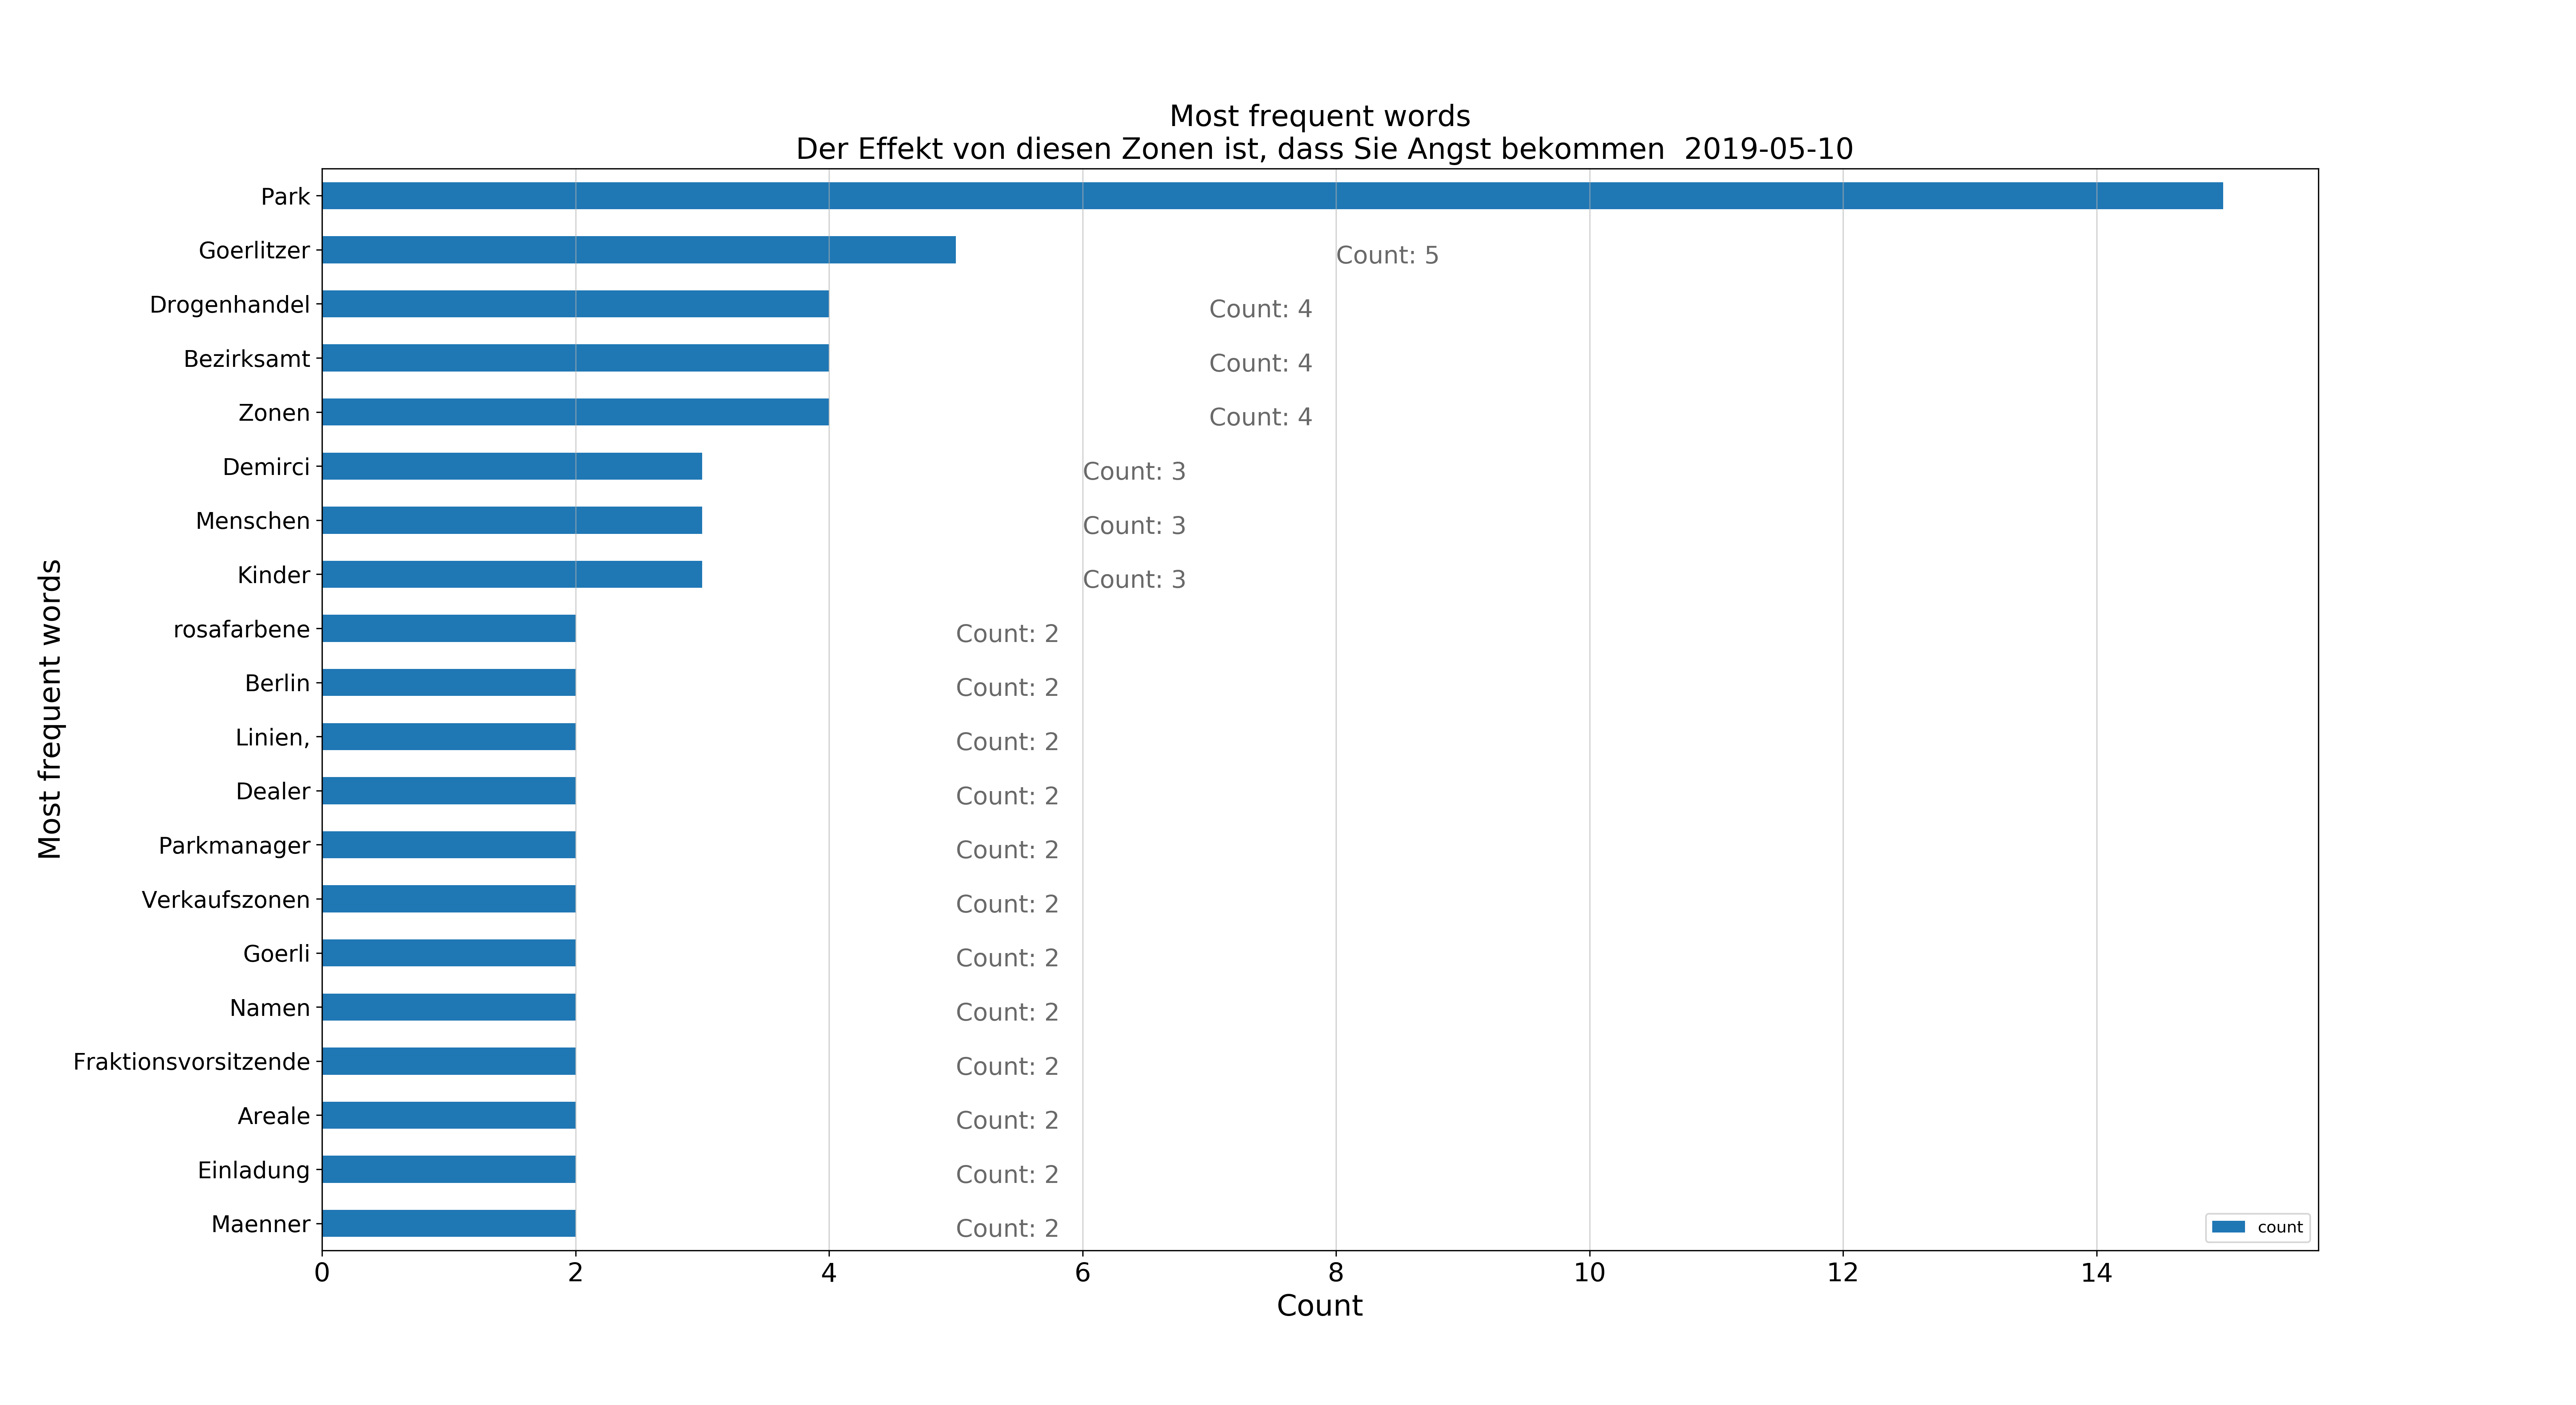 Most frequent words
Der Effekt von diesen Zonen ist, dass Sie Angst bekommen  2019-05-10
Most frequent words
Park
Goerlitzer Count: 5
Drogenhandel Count: 4
Bezirksamt Count: 4
Zonen Count: 4
Demirci Count: 3
Menschen Count: 3
Kinder Count: 3
rosafarbene Count: 2
Berlin Count: 2
Linien, Count: 2
Dealer Count: 2
Parkmanager Count: 2
Verkaufszonen Count: 2
Goerli Count: 2
Namen Count: 2
Fraktionsvorsitzende Count: 2
Areale Count: 2
Einladung Count: 2
Maenner Count: 2
count
0 2 4 6 8 10 12 14
Count